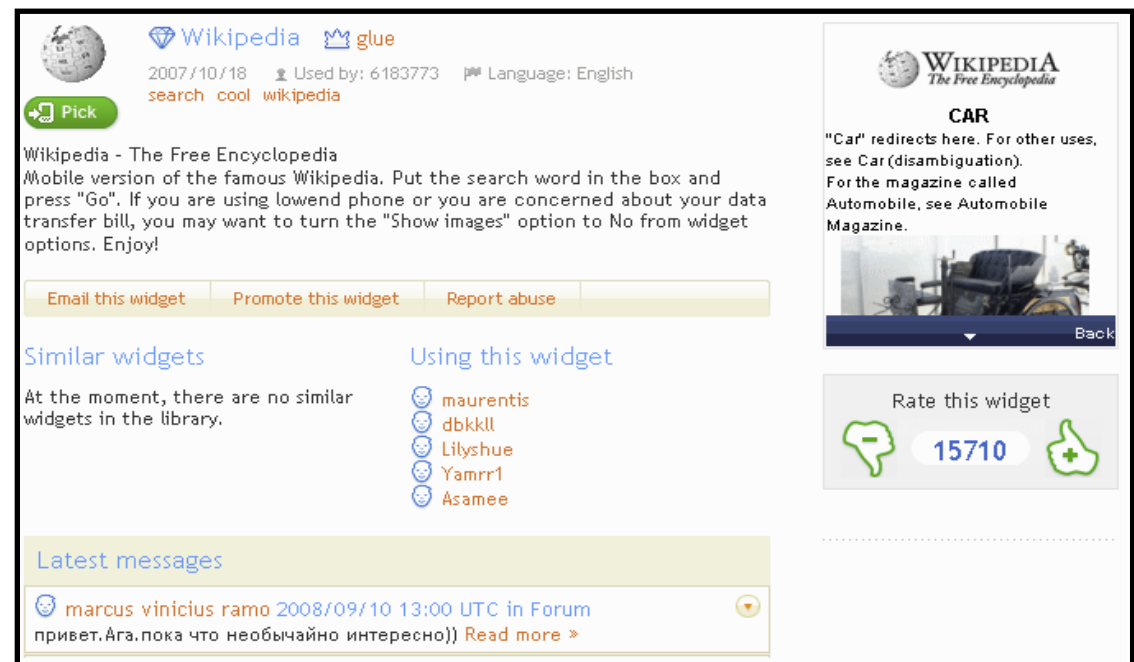 Wikipedia glue
2007/10/18 Used by: 6183773 Language: English
search cool wikipedia
Pick
Wikipedia - The Free Encyclopedia
Mobile version of the famous Wikipedia. Put the search word in the box and
press "Go". If you are using lowend phone or you are concerned about your data
transfer bill, you may want to turn the "Show images" option to No from widget
options. Enjoy!
Email this widget Promote this widget Report abuse
Similar widgets
At the moment, there are no similar
widgets in the library.
Using this widget
maurentis
dbkkll
Lilyshue
Yamrr1
Asamee
Latest messages
marcus vinicius ramo 2008/09/10 13:00 UTC in Forum
привет.Ага.пока что необычайно интересно)) Read more »
WIKIPEDIA
The Free Encyclopedia
CAR
"Car" redirects here. For other uses,
see Car (disambiguation).
For the magazine called
Automobile, see Automobile
Magazine.
Back
Rate this widget
15710